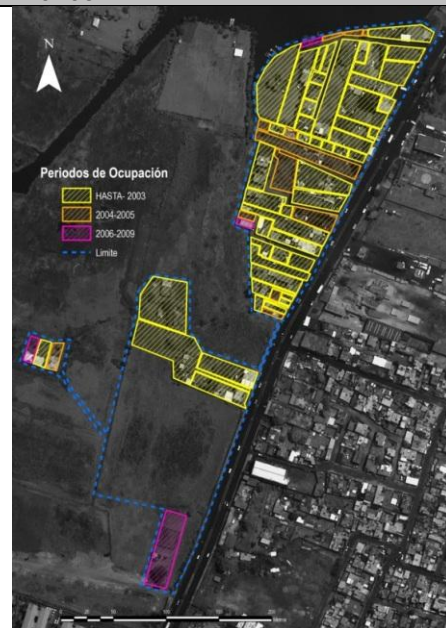 N
Periodos de Ocupación
HASTA- 2003
2004-2005
2006-2009
Limite